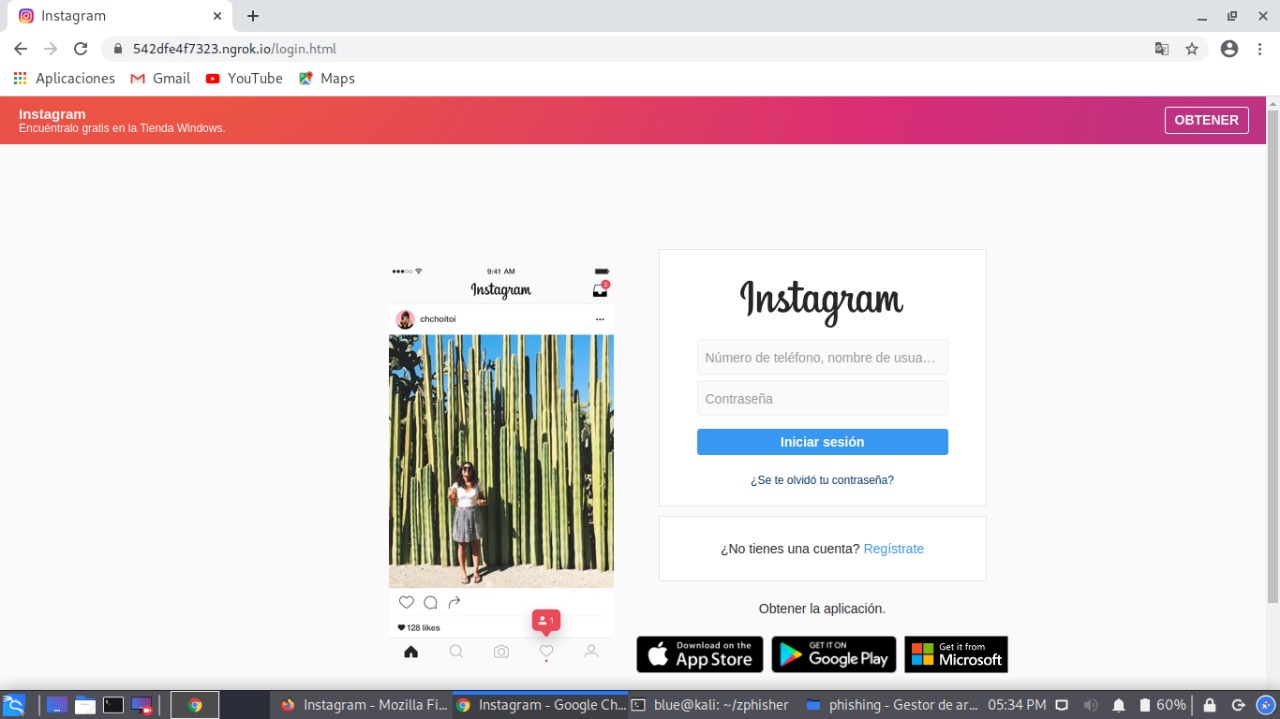 Instagram
542dfe4f7323.ngrok.io/login.html
Aplicaciones Gmail YouTube Maps
Instagram
Encuéntralo gratis en la Tienda Windows.
OBTENER
9:41 AM
Instagram
2
chchoitoi
128 likes
1
Instagram
Número de teléfono, nombre de usua…
Contraseña
Iniciar sesión
¿Se te olvidó tu contraseña?
¿No tienes una cuenta? Regístrate
Obtener la aplicación.
Download on the
App Store
GET IT ON
Google Play
Get it from
Microsoft
Instagram - Mozilla Fi... Instagram - Google Ch... blue@kali: ~/zphisher phishing - Gestor de ar... 05:34 PM 60%